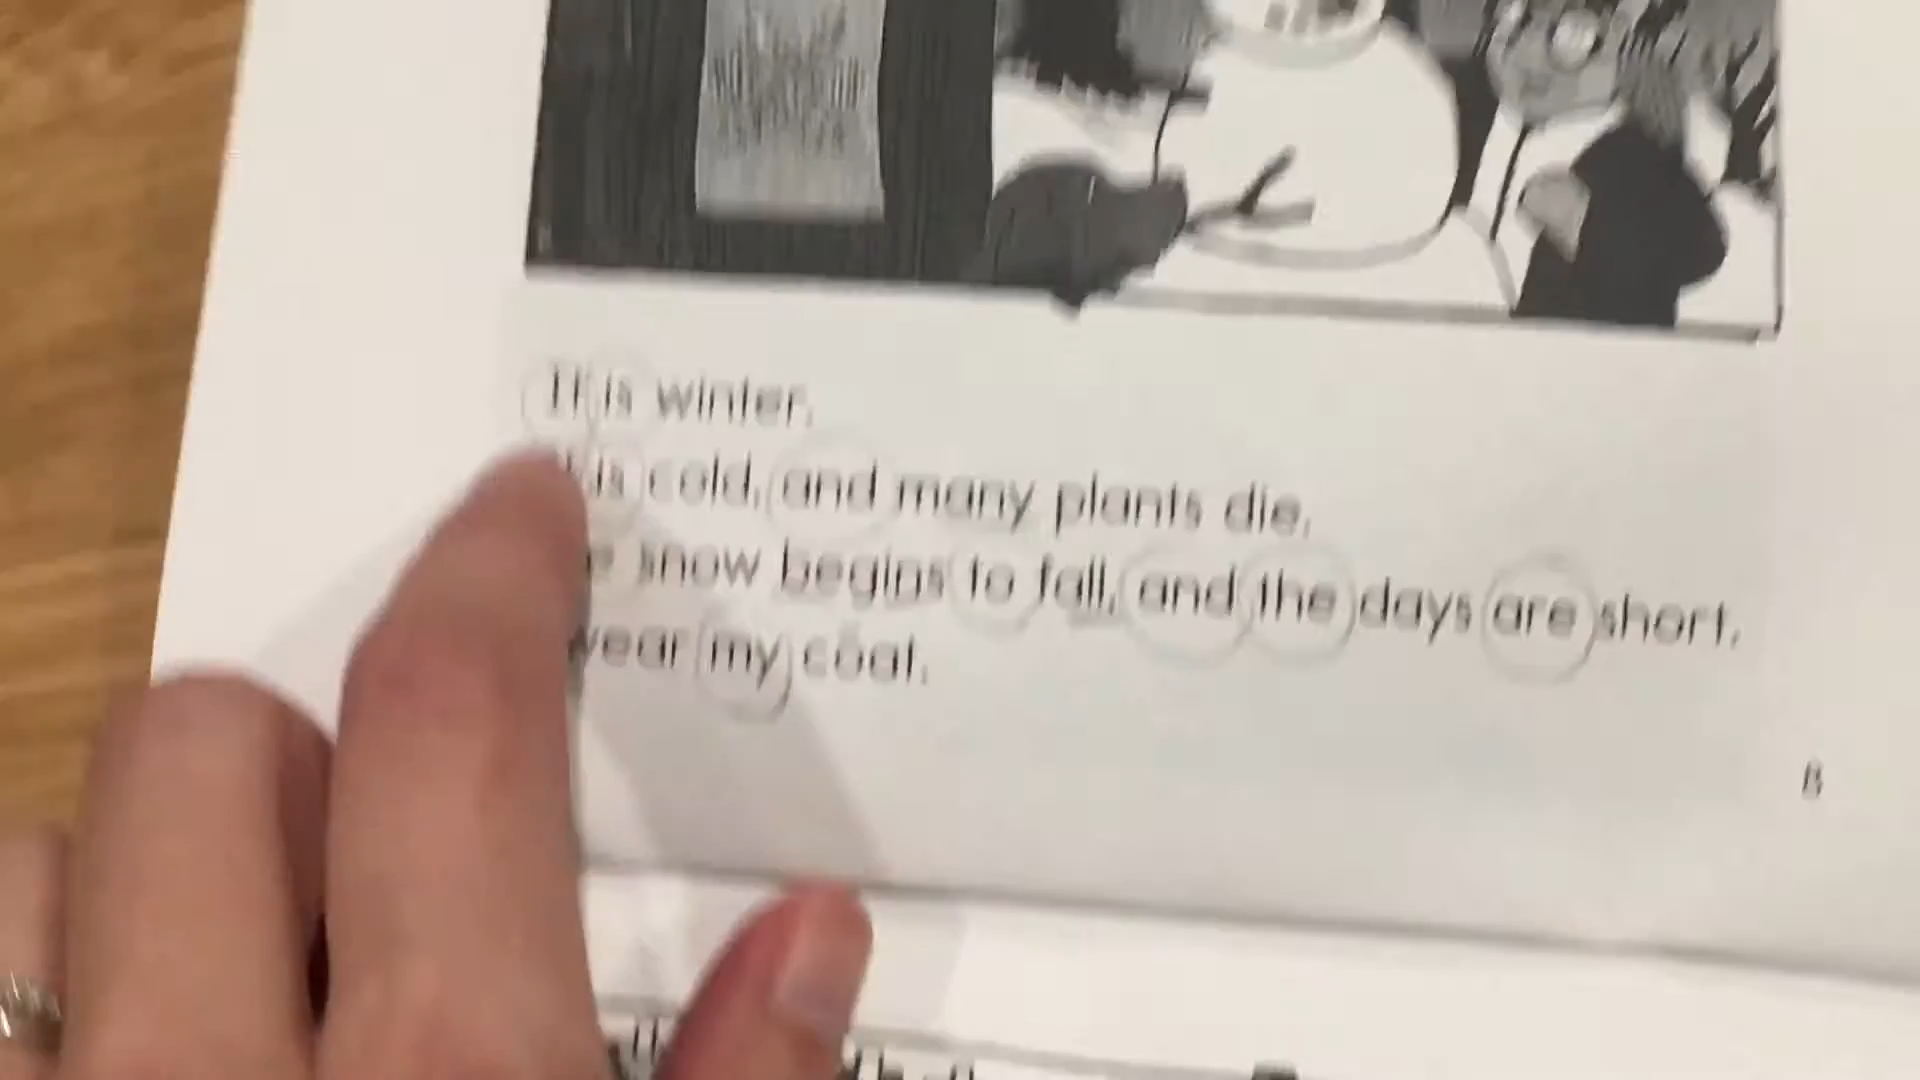 It is winter.
is cold, and many plants die.
snow begins to fall, and the days are short.
wear my coat.
8